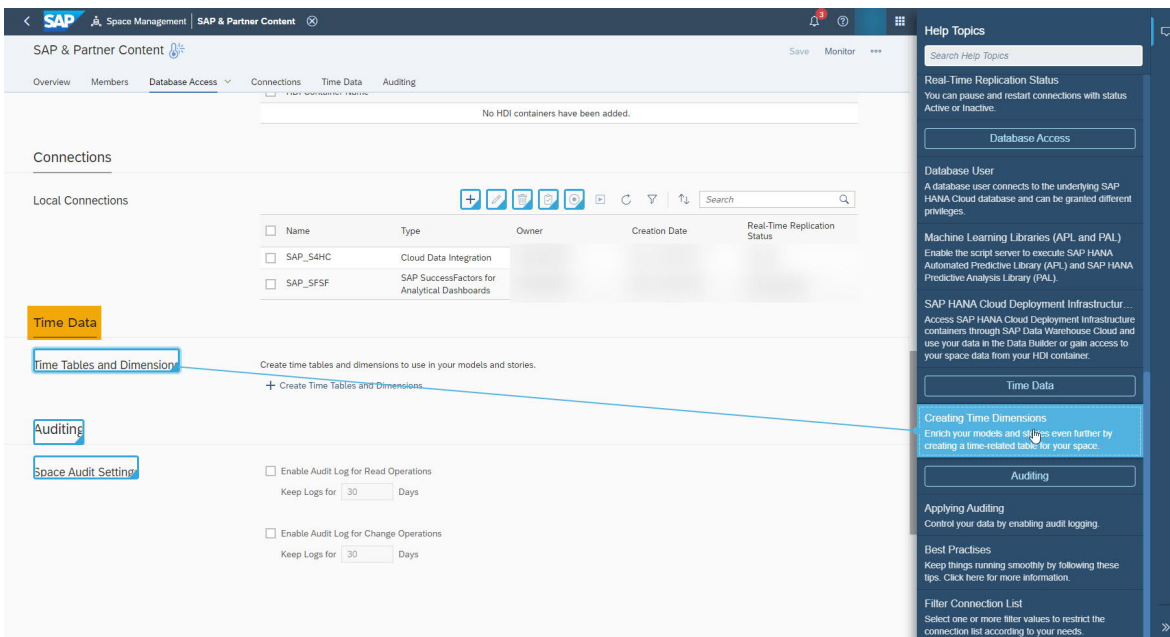 SAP Space Management SAP & Partner Content
3
SAP & Partner Content
Save Monitor
Overview Members Database Access Connections Time Data Auditing
HDI Container Name
No HDI containers have been added.
Connections
Local Connections
Search
Name Type Owner Creation Date Real-Time Replication
Status
SAP_S4HC Cloud Data Integration
SAP_SFSF SAP SuccessFactors for
Analytical Dashboards
Time Data
Time Tables and Dimensions
Create time tables and dimensions to use in your models and stories.
Create Time Tables and Dimensions
Auditing
Space Audit Settings
Enable Audit Log for Read Operations
Keep Logs for 30 Days
Enable Audit Log for Change Operations
Keep Logs for 30 Days
Help Topics
Search Help Topics
Real-Time Replication Status
You can pause and restart connections with status
Active or Inactive.
Database Access
Database User
A database user connects to the underlying SAP
HANA Cloud database and can be granted different
privileges.
Machine Learning Libraries (APL and PAL)
Enable the script server to execute SAP HANA
Automated Predictive Library (APL) and SAP HANA
Predictive Analysis Library (PAL).
SAP HANA Cloud Deployment Infrastructur...
Access SAP HANA Cloud Deployment Infrastructure
containers through SAP Data Warehouse Cloud and
use your data in the Data Builder or gain access to
your space data from your HDI container.
Time Data
Creating Time Dimensions
Enrich your models and stories even further by
creating a time-related table for your space.
Auditing
Applying Auditing
Control your data by enabling audit logging.
Best Practises
Keep things running smoothly by following these
tips. Click here for more information.
Filter Connection List
Select one or more filter values to restrict the
connection list according to your needs.